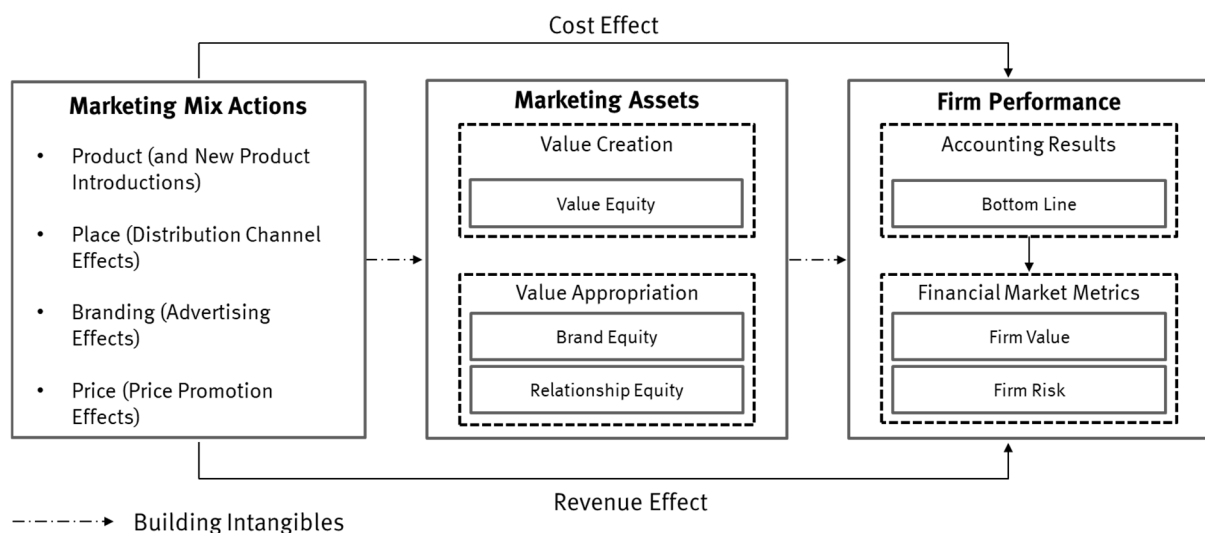 Cost Effect
Marketing Mix Actions
• Product (and New Product
Introductions)
• Place (Distribution Channel
Effects)
• Branding (Advertising
Effects)
• Price (Price Promotion
Effects)
Marketing Assets
Value Creation
Value Equity
Value Appropriation
Brand Equity
Relationship Equity
Firm Performance
Accounting Results
Bottom Line
Financial Market Metrics
Firm Value
Firm Risk
Revenue Effect
Building Intangibles